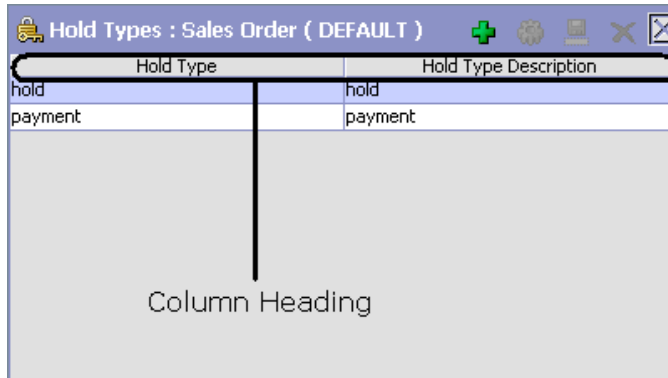 Hold Types : Sales Order ( DEFAULT )
Hold Type Hold Type Description
hold hold
payment payment
Column Heading